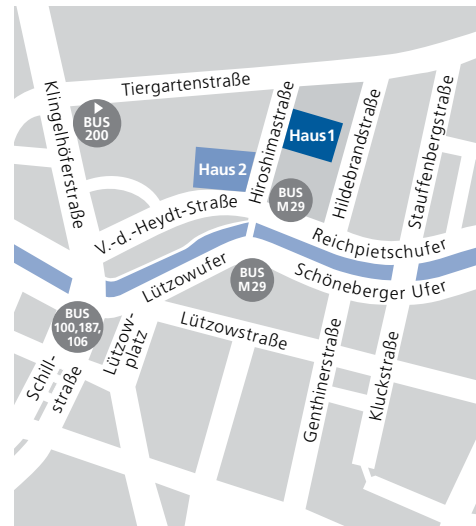 Tiergartenstraße
Klingelhöferstraße
BUS
200
Hiroshimastraße
Haus 1
Hildebrandstraße
Stauffenbergstraße
Haus 2
BUS
M29
V.-d.-Heydt-Straße
Reichpietschufer
Lützowufer
BUS
M29
Schöneberger Ufer
BUS
100,187,
106
Lützow-
platz
Lützowstraße
Schill-
straße
Genthinerstraße
Kluckstraße